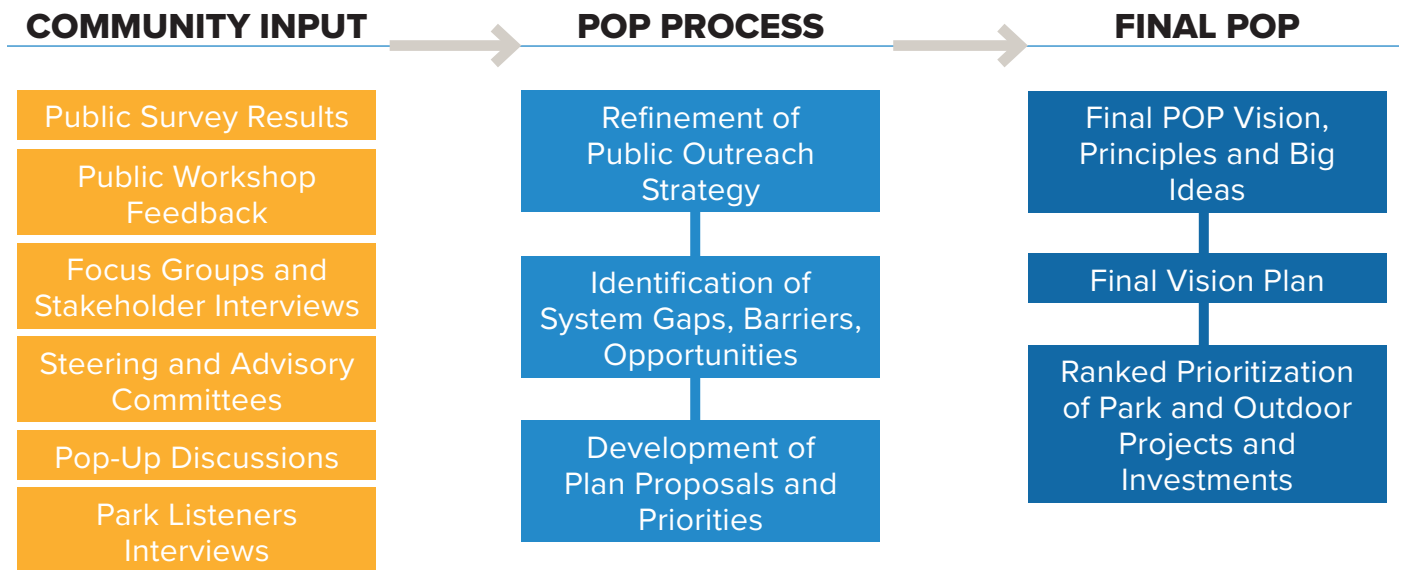 COMMUNITY INPUT
Public Survey Results
Public Workshop
Feedback
Focus Groups and
Stakeholder Interviews
Steering and Advisory
Committees
Pop-Up Discussions
Park Listeners
Interviews
POP PROCESS
Refinement of
Public Outreach
Strategy
Identification of
System Gaps, Barriers,
Opportunities
Development of
Plan Proposals and
Priorities
FINAL POP
Final POP Vision,
Principles and Big
Ideas
Final Vision Plan
Ranked Prioritization
of Park and Outdoor
Projects and
Investments